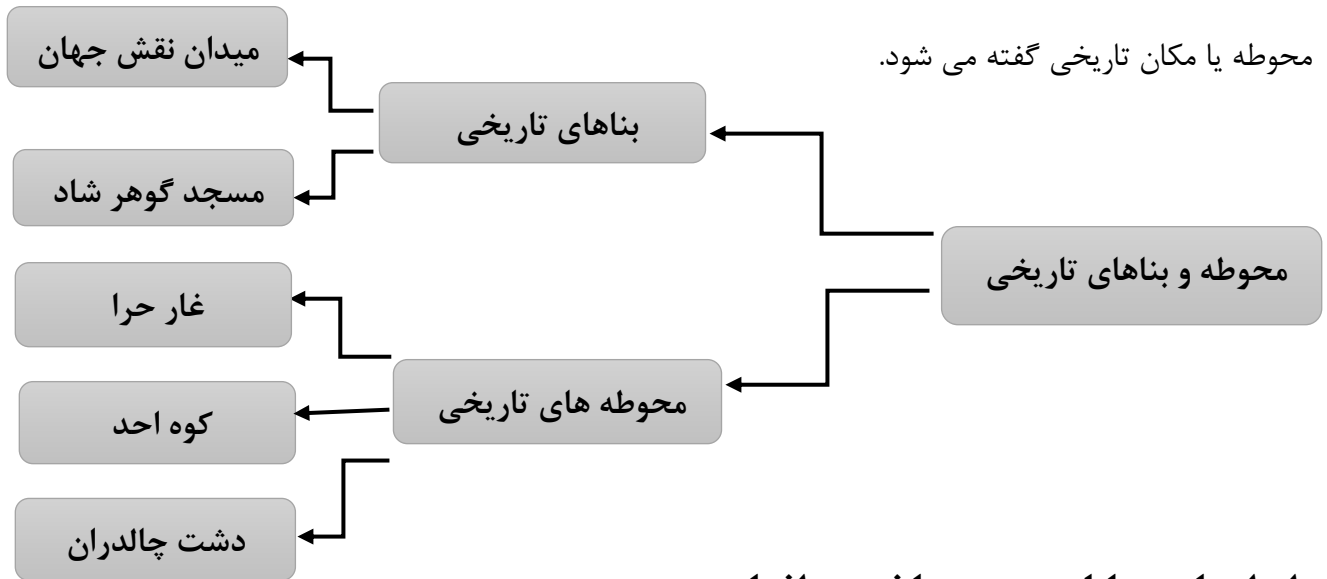 محوطه یا مکان تاریخی گفته می شود.
محوطه و بناهای تاریخی
بناهای تاریخی
میدان نقش جهان
مسجد گوهر شاد
محوطه های تاریخی
غار حرا
کوه احد
دشت چالدران